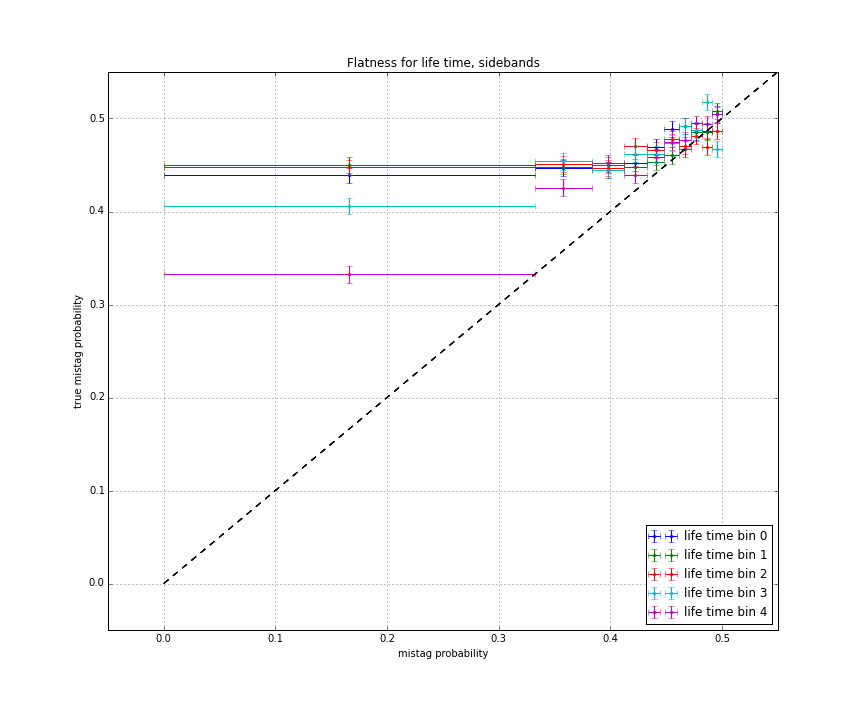 Flatness for life time, sidebands
true mistag probability
0.5
0.4
0.3
0.2
0.1
0.0
0.0 0.1 0.2 0.3 0.4 0.5
mistag probability
life time bin 0
life time bin 1
life time bin 2
life time bin 3
life time bin 4